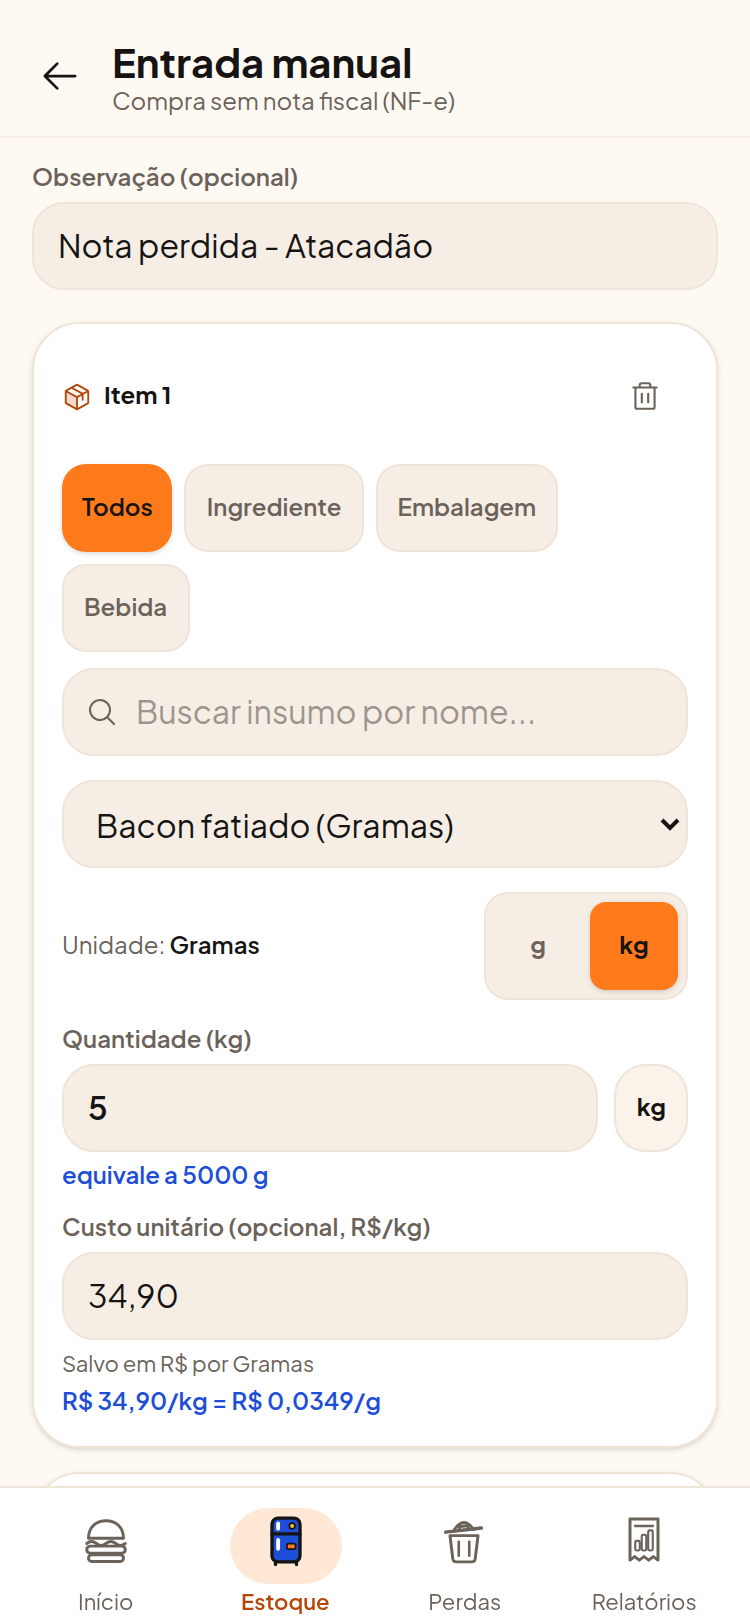 Entrada manual
Compra sem nota fiscal (NF-e)
Observação (opcional)
Nota perdida - Atacadão
Item 1
Todos
Ingrediente
Embalagem
Bebida
Buscar insumo por nome...
Bacon fatiado (Gramas)
Unidade: Gramas
g
kg
Quantidade (kg)
5
kg
equivale a 5000 g
Custo unitário (opcional, R$/kg)
34,90
Salvo em R$ por Gramas
R$ 34,90/kg = R$ 0,0349/g
Início
Estoque
Perdas
Relatórios